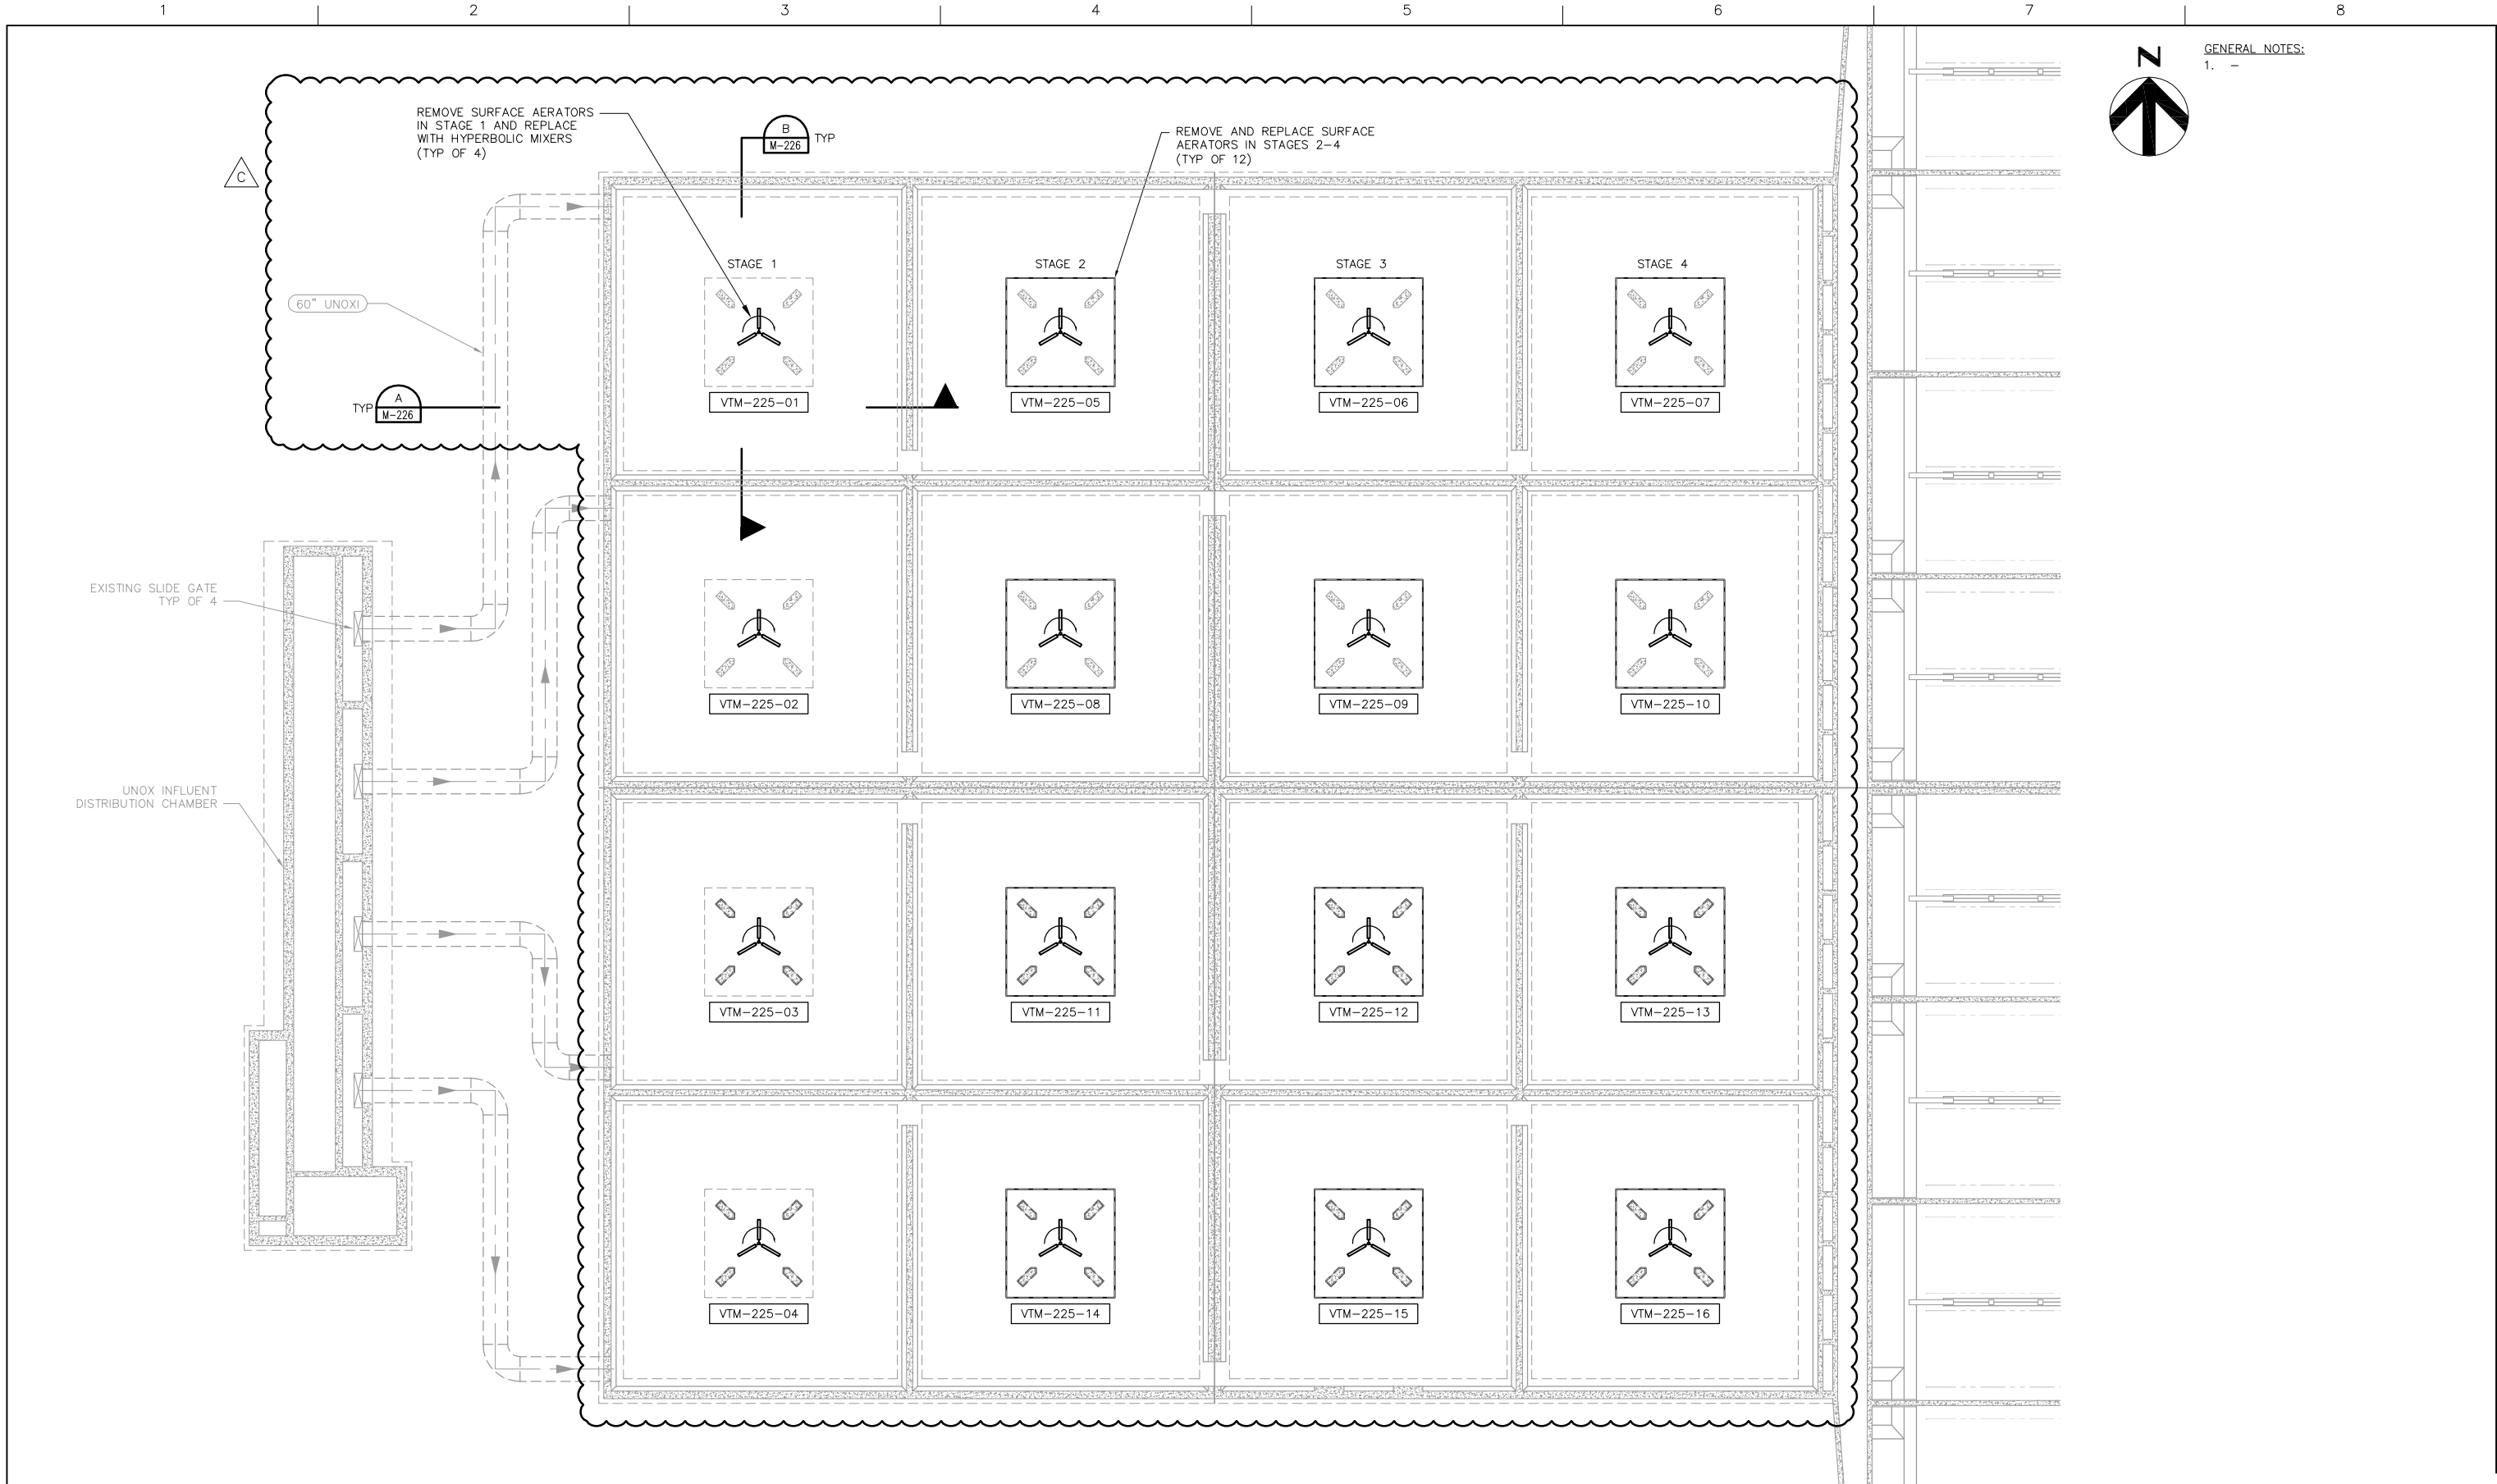 1 2 3 4 5 6 7 8
N
GENERAL NOTES:
1. –
REMOVE SURFACE AERATORS
IN STAGE 1 AND REPLACE
WITH HYPERBOLIC MIXERS
(TYP OF 4)
B
M-226
TYP
REMOVE AND REPLACE SURFACE
AERATORS IN STAGES 2-4
(TYP OF 12)
C
STAGE 1 STAGE 2 STAGE 3 STAGE 4
60" UNOXI
TYP
A
M-226
VTM-225-01 VTM-225-05 VTM-225-06 VTM-225-07
EXISTING SLIDE GATE
TYP OF 4
VTM-225-02 VTM-225-08 VTM-225-09 VTM-225-10
UNOX INFLUENT
DISTRIBUTION CHAMBER
VTM-225-03 VTM-225-11 VTM-225-12 VTM-225-13
VTM-225-04 VTM-225-14 VTM-225-15 VTM-225-16